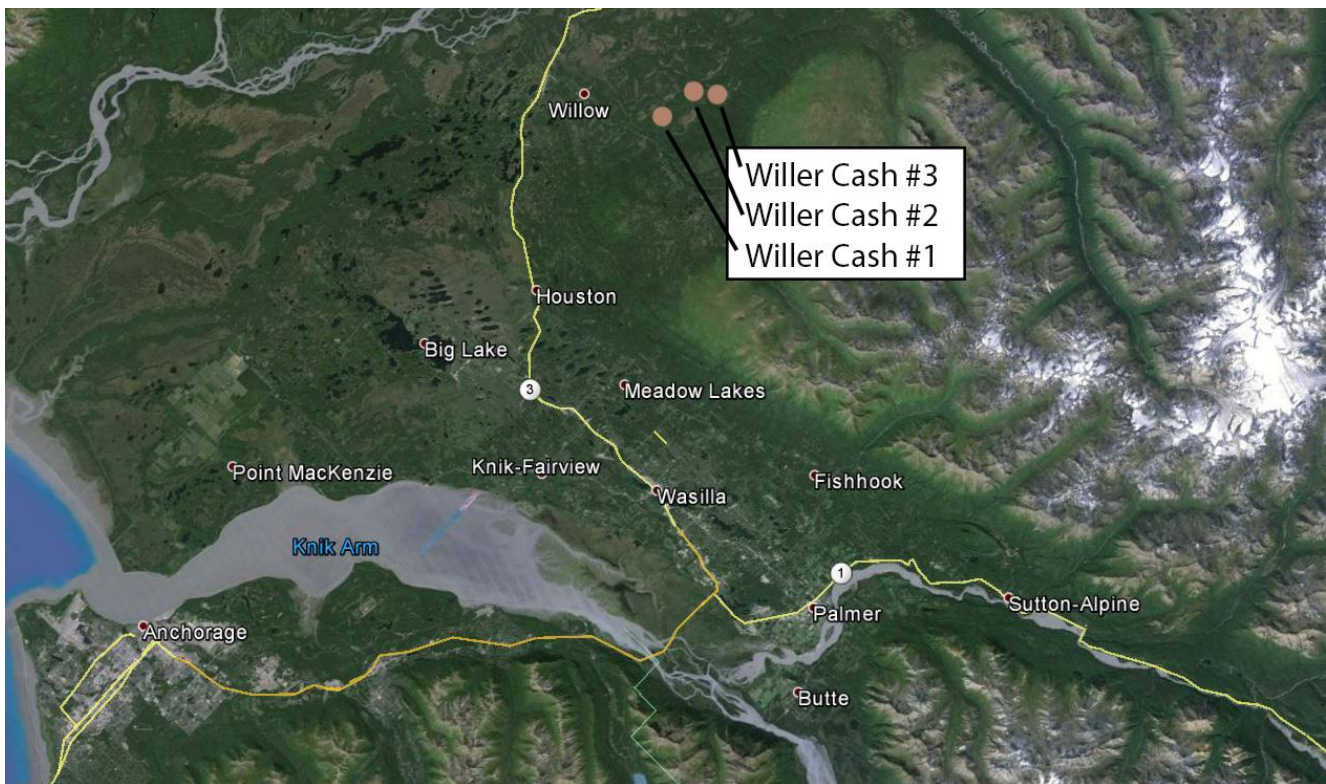 Willow
Willer Cash #3
Willer Cash #2
Willer Cash #1
Houston
Big Lake
3
Meadow Lakes
Knik-Fairview
Point MacKenzie
Fishhook
Wasilla
Knik Arm
1
Sutton-Alpine
Palmer
Anchorage
Butte